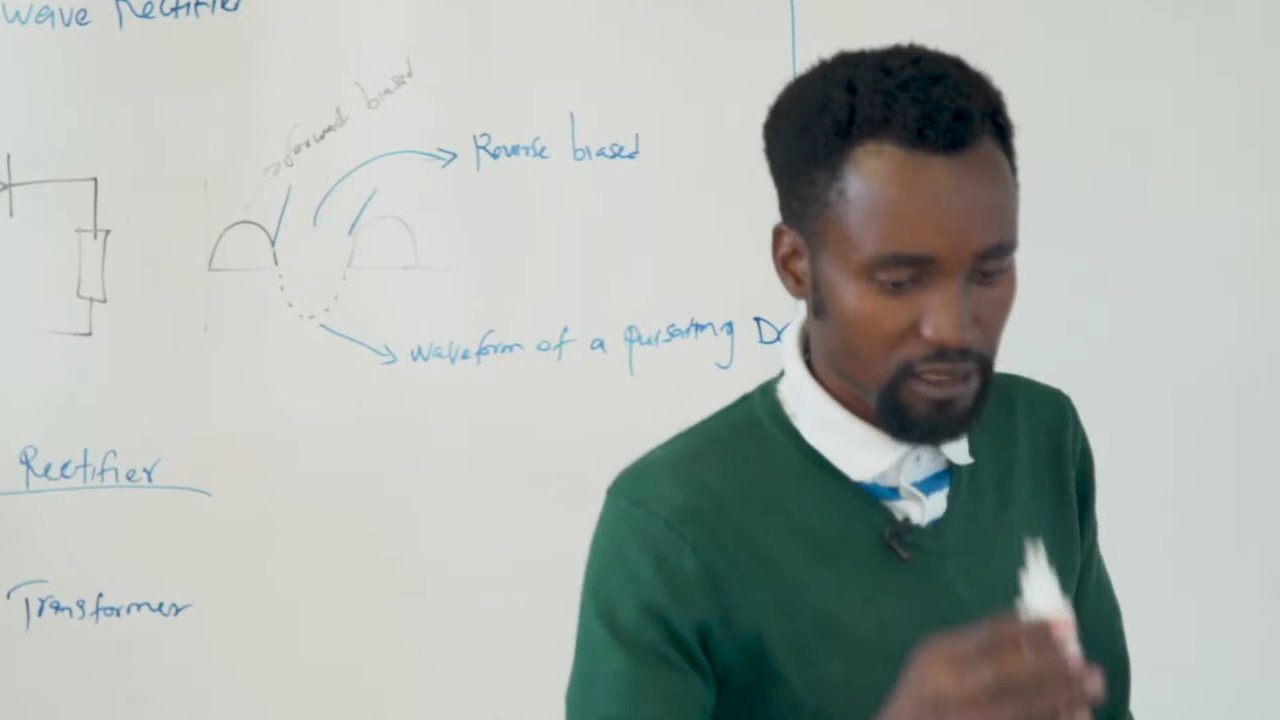 wave Rectifier
forward biased
Reverse biased
waveform of a pulsating D
Rectifier
Transformer